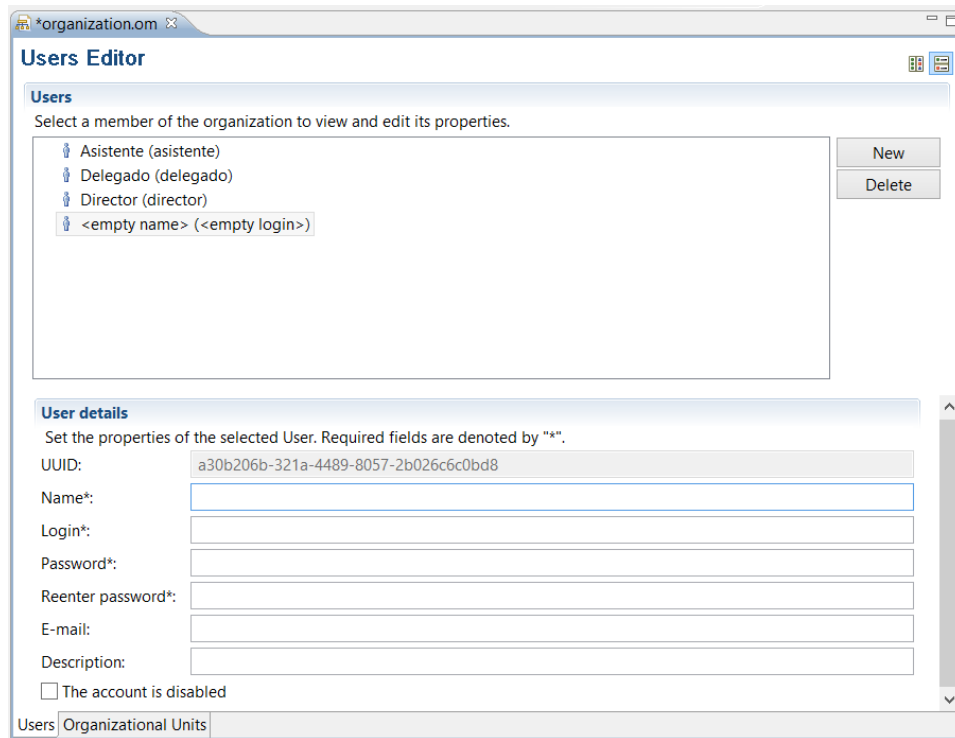 *organization.om
Users Editor
Users
Select a member of the organization to view and edit its properties.
Asistente (asistente)
Delegado (delegado)
Director (director)
<empty name> (<empty login>)
New
Delete
User details
Set the properties of the selected User. Required fields are denoted by "*".
UUID: a30b206b-321a-4489-8057-2b026c6c0bd8
Name*:
Login*:
Password*:
Reenter password*:
E-mail:
Description:
The account is disabled
Users Organizational Units